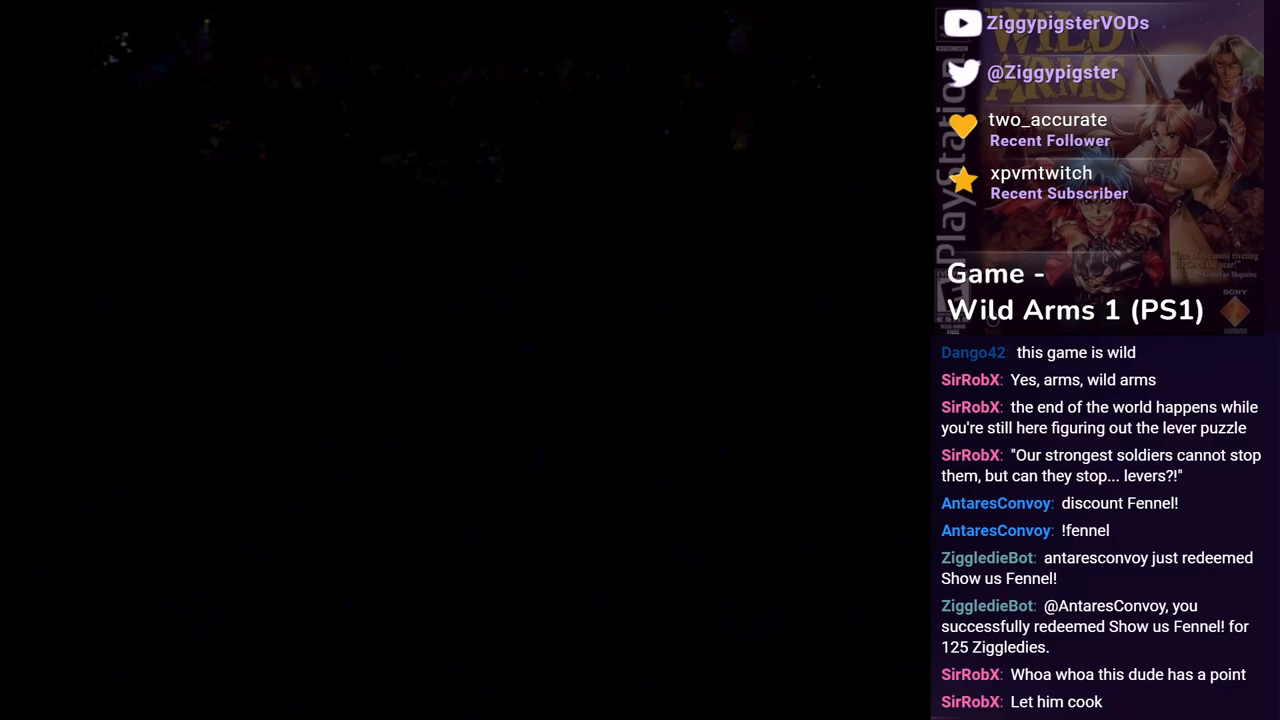 ZiggypigsterVODs
@Ziggypigster
two_accurate
Recent Follower
xpvmtwitch
Recent Subscriber
WILD
ARMS
PlayStation
Game -
Wild Arms 1 (PS1)
SONY
Dango42: this game is wild
SirRobX: Yes, arms, wild arms
SirRobX: the end of the world happens while
you're still here figuring out the lever puzzle
SirRobX: "Our strongest soldiers cannot stop
them, but can they stop... levers?!"
AntaresConvoy: discount Fennel!
AntaresConvoy: !fennel
ZiggledieBot: antaresconvoy just redeemed
Show us Fennel!
ZiggledieBot: @AntaresConvoy, you
successfully redeemed Show us Fennel! for
125 Ziggledies.
SirRobX: Whoa whoa this dude has a point
SirRobX: Let him cook